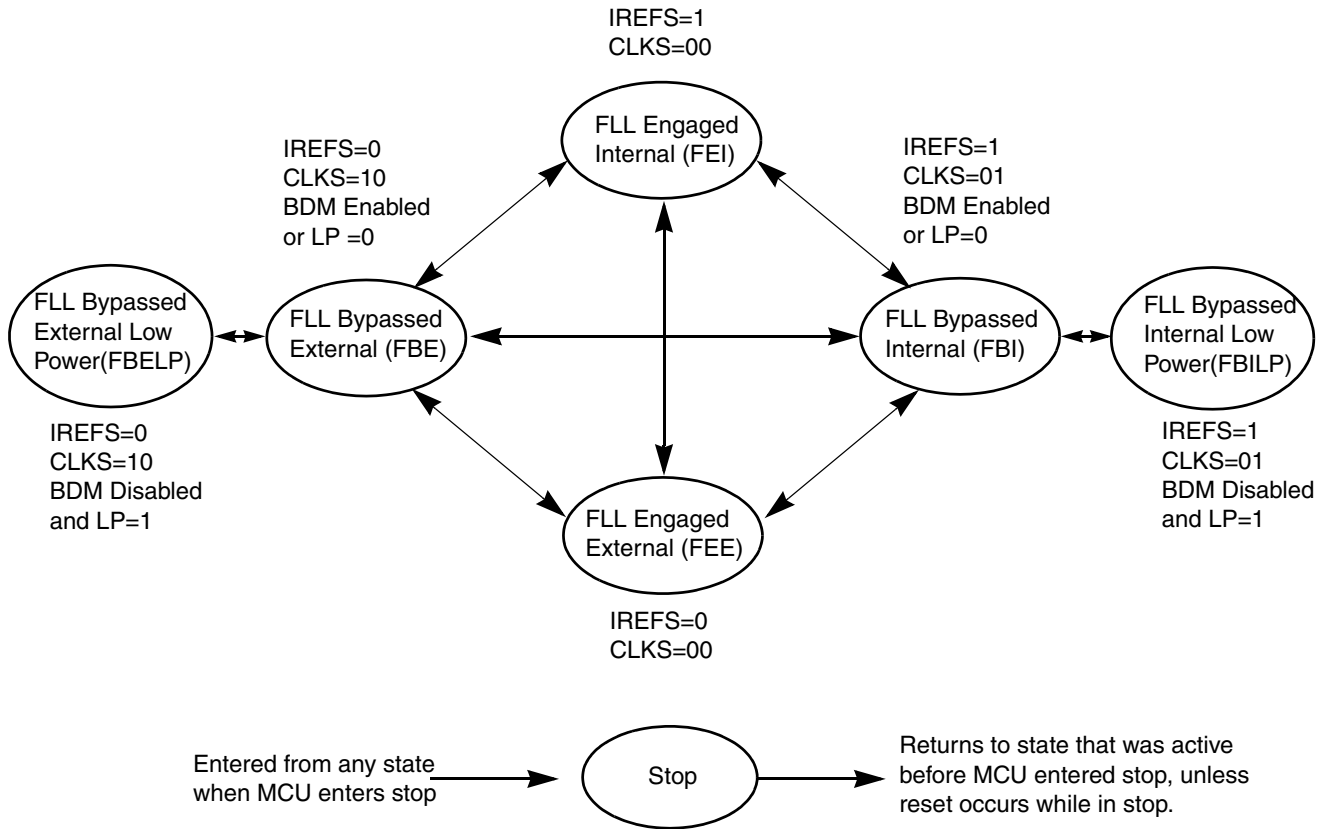 IREFS=1
CLKS=00
FLL Engaged
Internal (FEI)
IREFS=0
CLKS=10
BDM Enabled
or LP =0
IREFS=1
CLKS=01
BDM Enabled
or LP=0
FLL Bypassed
External Low
Power(FBELP)
FLL Bypassed
External (FBE)
FLL Bypassed
Internal (FBI)
FLL Bypassed
Internal Low
Power(FBILP)
IREFS=0
CLKS=10
BDM Disabled
and LP=1
IREFS=1
CLKS=01
BDM Disabled
and LP=1
FLL Engaged
External (FEE)
IREFS=0
CLKS=00
Entered from any state
when MCU enters stop
Stop
Returns to state that was active
before MCU entered stop, unless
reset occurs while in stop.